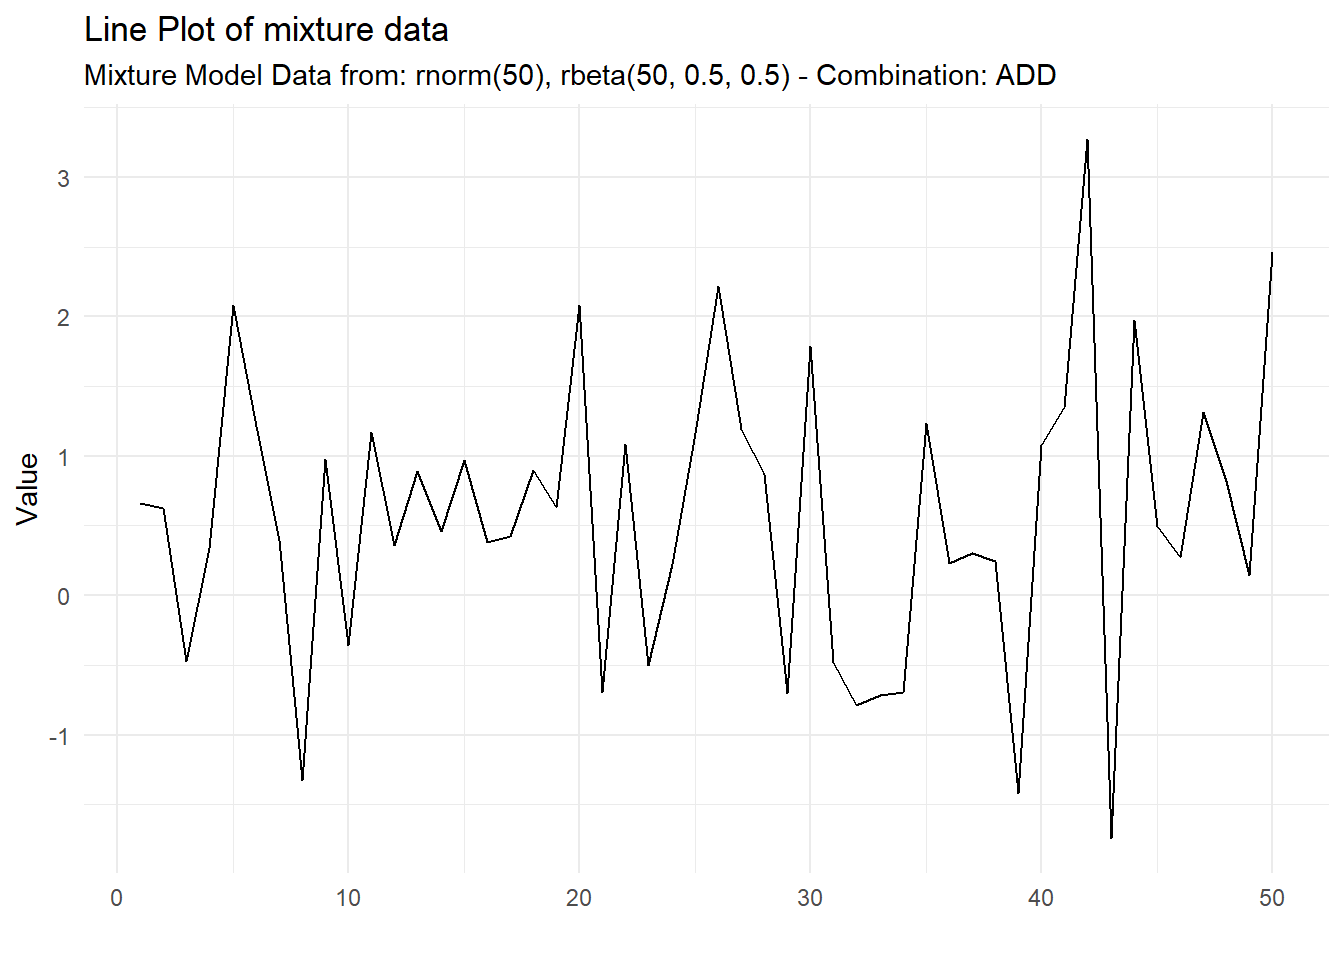 Line Plot of mixture data
Mixture Model Data from: rnorm(50), rbeta(50, 0.5, 0.5) - Combination: ADD
Value
3
2
1
0
-1
0 10 20 30 40 50